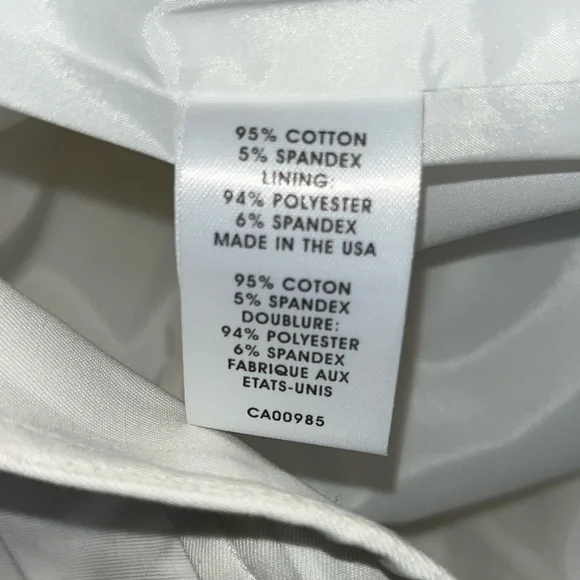 95% COTTON
5% SPANDEX
LINING:
94% POLYESTER
6% SPANDEX
MADE IN THE USA
95% COTON
5% SPANDEX
DOUBLURE:
94% POLYESTER
6% SPANDEX
FABRIQUE AUX
ETATS-UNIS
CA00985